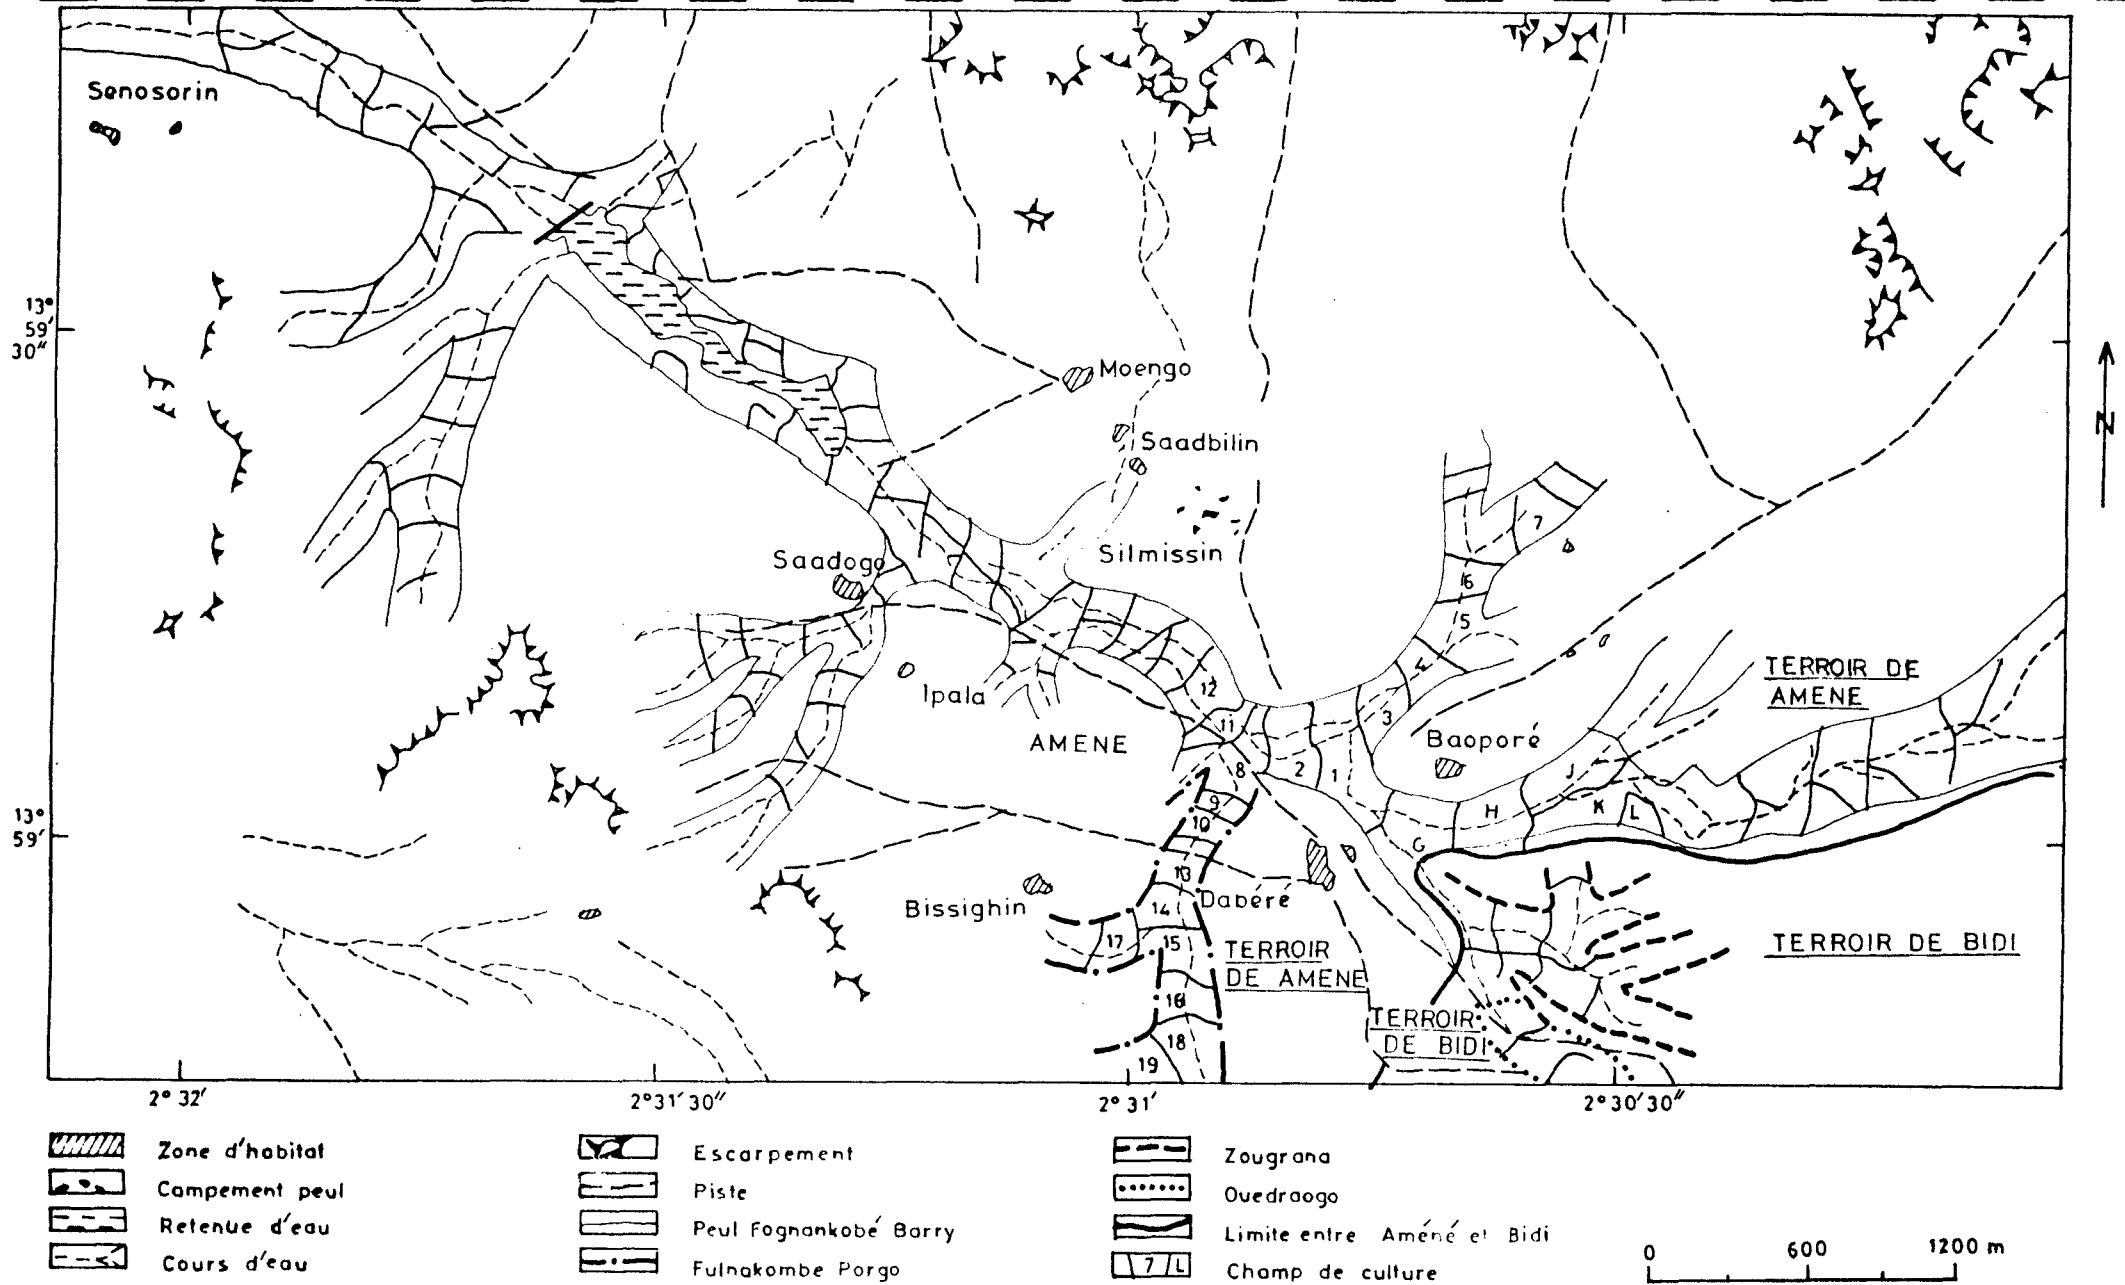 Senosorin
13°
59'
30"
Moengo
Saadbilin
Silmissin
Saadogo
Ipala
AMENE
Baoporé
TERROIR DE
AMENE
7
6
5
4
3
12
11
8
2
1
9
10
H
J
K
L
G
13
14
15
16
17
18
19
13°
59'
Bissighin
Dabere
TERROIR
DE AMENE
TERROIR
DE BIDI
TERROIR DE BIDI
N
2° 32'
2° 31' 30"
2° 31'
2° 30' 30"
Zone d'habitat
Campement peul
Retenue d'eau
Cours d'eau
Escarpement
Piste
Peul Fognankobé Barry
Fulnakombe Porgo
Zougrana
Ouedraogo
Limite entre Améné et Bidi
7 L
Champ de culture
0 600 1200 m